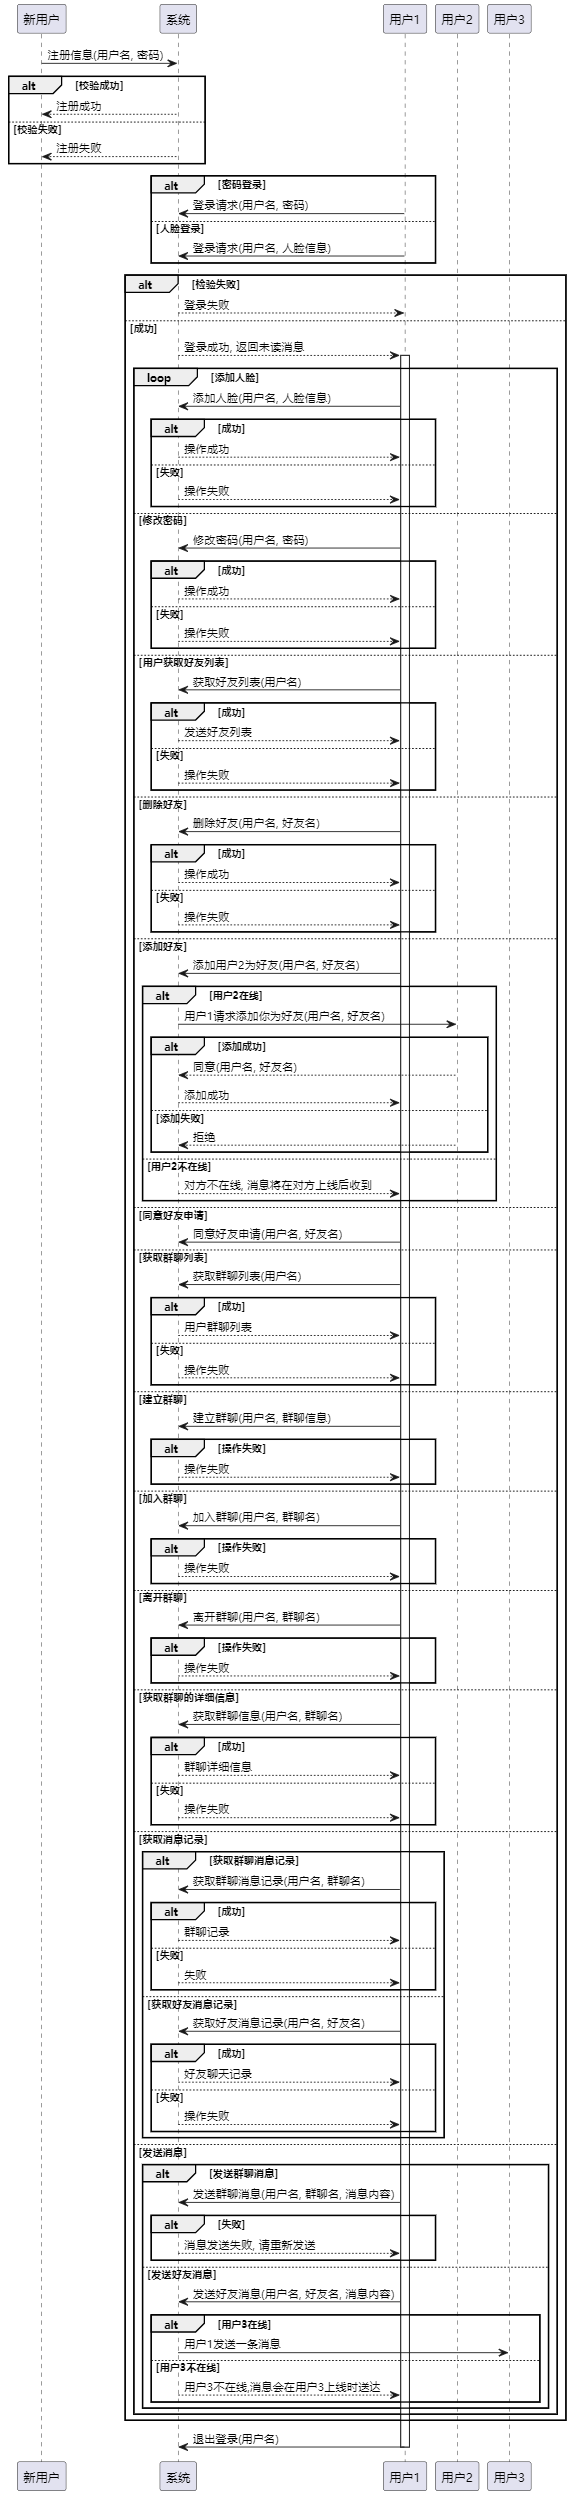 新用户
系统
用户1
用户2
用户3
注册信息(用户名, 密码)
alt
[校验成功]
注册成功
[校验失败]
注册失败
alt
[密码登录]
登录请求(用户名, 密码)
[人脸登录]
登录请求(用户名, 人脸信息)
alt
[检验失败]
登录失败
[成功]
登录成功, 返回未读消息
loop
[添加人脸]
添加人脸(用户名, 人脸信息)
alt
[成功]
操作成功
[失败]
操作失败
[修改密码]
修改密码(用户名, 密码)
alt
[成功]
操作成功
[失败]
操作失败
[用户获取好友列表]
获取好友列表(用户名)
alt
[成功]
发送好友列表
[失败]
操作失败
[删除好友]
删除好友(用户名, 好友名)
alt
[成功]
操作成功
[失败]
操作失败
[添加好友]
添加用户2为好友(用户名, 好友名)
alt
[用户2在线]
用户1请求添加你为好友(用户名, 好友名)
alt
[添加成功]
同意(用户名, 好友名)
添加成功
[添加失败]
拒绝
[用户2不在线]
对方不在线, 消息将在对方上线后收到
[同意好友申请]
同意好友申请(用户名, 好友名)
[获取群聊列表]
获取群聊列表(用户名)
alt
[成功]
用户群聊列表
[失败]
操作失败
[建立群聊]
建立群聊(用户名, 群聊信息)
alt
[操作失败]
操作失败
[加入群聊]
加入群聊(用户名, 群聊名)
alt
[操作失败]
操作失败
[离开群聊]
离开群聊(用户名, 群聊名)
alt
[操作失败]
操作失败
[获取群聊的详细信息]
获取群聊信息(用户名, 群聊名)
alt
[成功]
群聊详细信息
[失败]
操作失败
[获取消息记录]
alt
[获取群聊消息记录]
获取群聊消息记录(用户名, 群聊名)
alt
[成功]
群聊记录
[失败]
失败
[获取好友消息记录]
获取好友消息记录(用户名, 好友名)
alt
[成功]
好友聊天记录
[失败]
操作失败
[发送消息]
alt
[发送群聊消息]
发送群聊消息(用户名, 群聊名, 消息内容)
alt
[失败]
消息发送失败, 请重新发送
[发送好友消息]
发送好友消息(用户名, 好友名, 消息内容)
alt
[用户3在线]
用户1发送一条消息
[用户3不在线]
用户3不在线,消息会在用户3上线时送达
退出登录(用户名)
新用户
系统
用户1
用户2
用户3